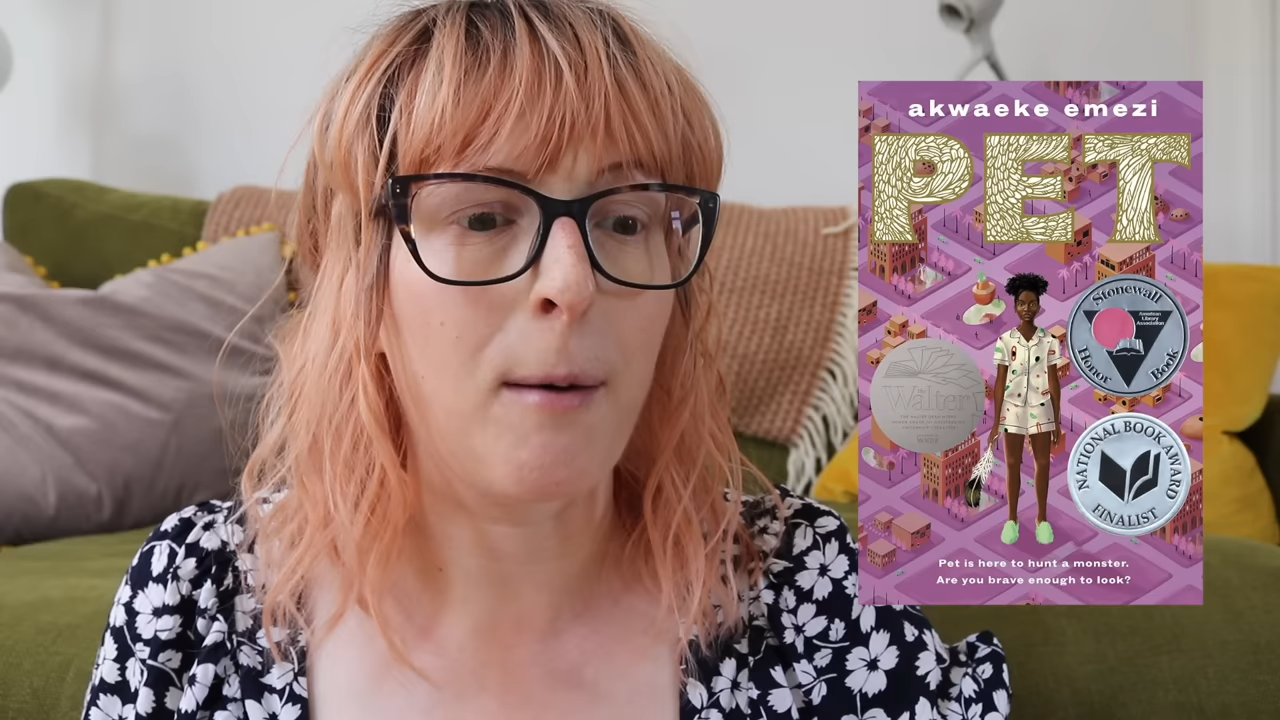 akwaeke emezi
PET
Stonewall
American
Library
Association
Honor Book
Walter
NATIONAL BOOK AWARD
FINALIST
Pet is here to hunt a monster.
Are you brave enough to look?